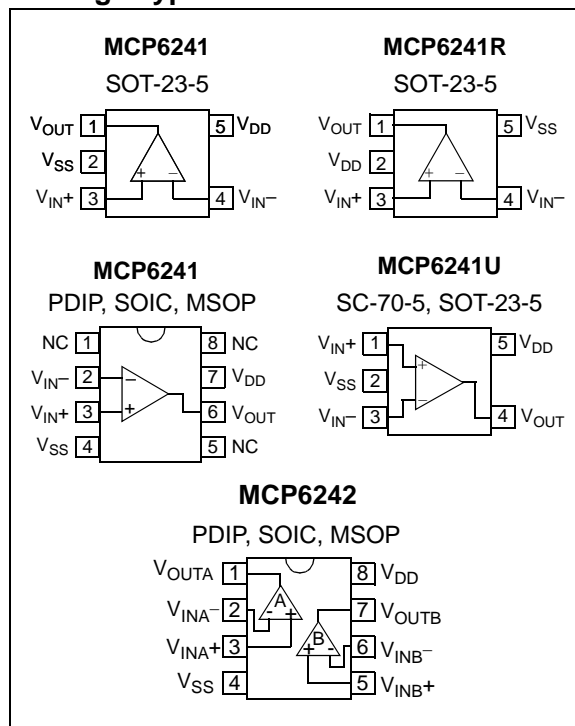 MCP6241
SOT-23-5
VOUT 1
5 VDD
VSS 2
VIN+ 3
4 VIN–
+ –
MCP6241R
SOT-23-5
VOUT 1
5 VSS
VDD 2
VIN+ 3
4 VIN–
+ –
MCP6241
PDIP, SOIC, MSOP
NC 1
8 NC
VIN– 2
7 VDD
VIN+ 3
6 VOUT
VSS 4
5 NC
–
+
MCP6241U
SC-70-5, SOT-23-5
VIN+ 1
5 VDD
VSS 2
VIN– 3
4 VOUT
+
–
MCP6242
PDIP, SOIC, MSOP
VOUTA 1
8 VDD
VINA– 2
7 VOUTB
VINA+ 3
6 VINB–
VSS 4
5 VINB+
A
- +
B
+ -